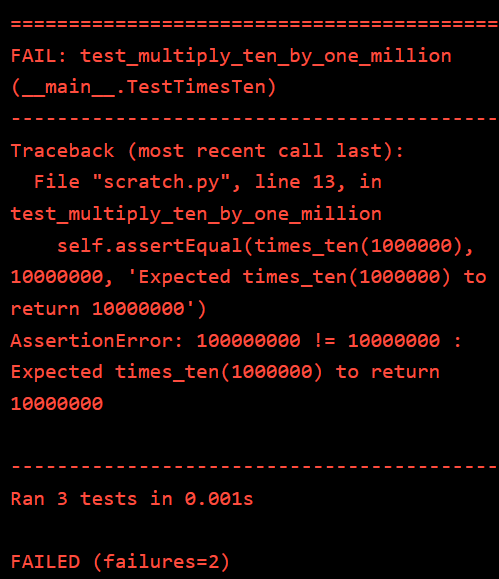 ==========================================
FAIL: test_multiply_ten_by_one_million
(__main__.TestTimesTen)
------------------------------------------
Traceback (most recent call last):
  File "scratch.py", line 13, in
test_multiply_ten_by_one_million
    self.assertEqual(times_ten(1000000),
10000000, 'Expected times_ten(1000000) to
return 10000000')
AssertionError: 100000000 != 10000000 :
Expected times_ten(1000000) to return
10000000

------------------------------------------
Ran 3 tests in 0.001s

FAILED (failures=2)